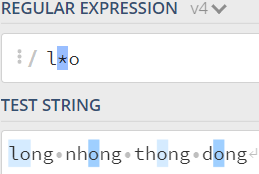 REGULAR EXPRESSION v4
/ l*o
TEST STRING
long·nhong·thong·dong↵